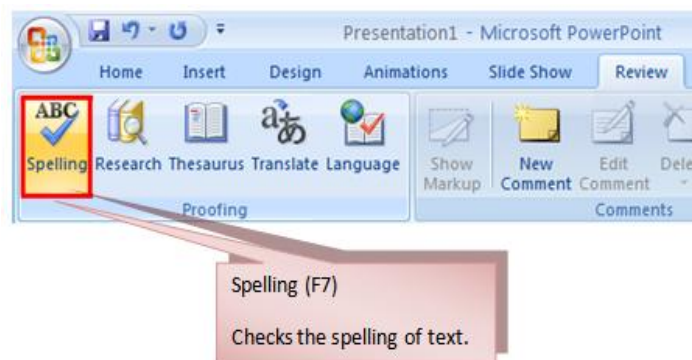 Presentation1 - Microsoft PowerPoint
Home Insert Design Animations Slide Show Review
ABC
Spelling Research Thesaurus Translate Language Show Markup New Comment Edit Comment Dele
Proofing Comments
Spelling (F7)
Checks the spelling of text.